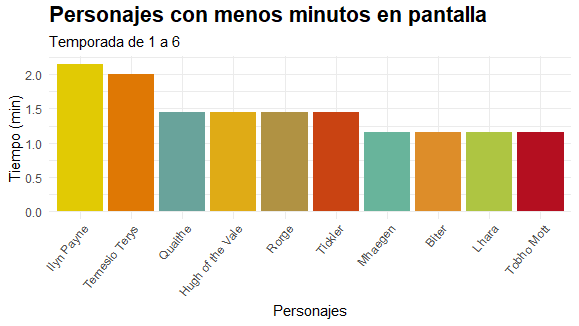 Personajes con menos minutos en pantalla
Temporada de 1 a 6
Tiempo (min)
2.0
1.5
1.0
0.5
0.0
Ilyn Payne
Ternesio Terys
Quaithe
Hugh of the Vale
Rorge
Tickler
Mhaegen
Biter
Lhara
Tobho Mott
Personajes